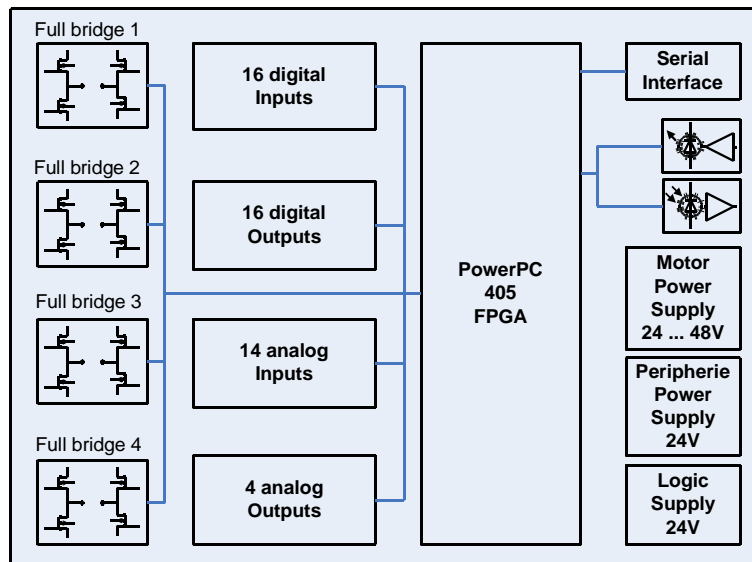 Full bridge 1
Full bridge 2
Full bridge 3
Full bridge 4
16 digital
Inputs
16 digital
Outputs
14 analog
Inputs
4 analog
Outputs
PowerPC
405
FPGA
Serial
Interface
Motor
Power
Supply
24 ... 48V
Peripherie
Power
Supply
24V
Logic
Supply
24V